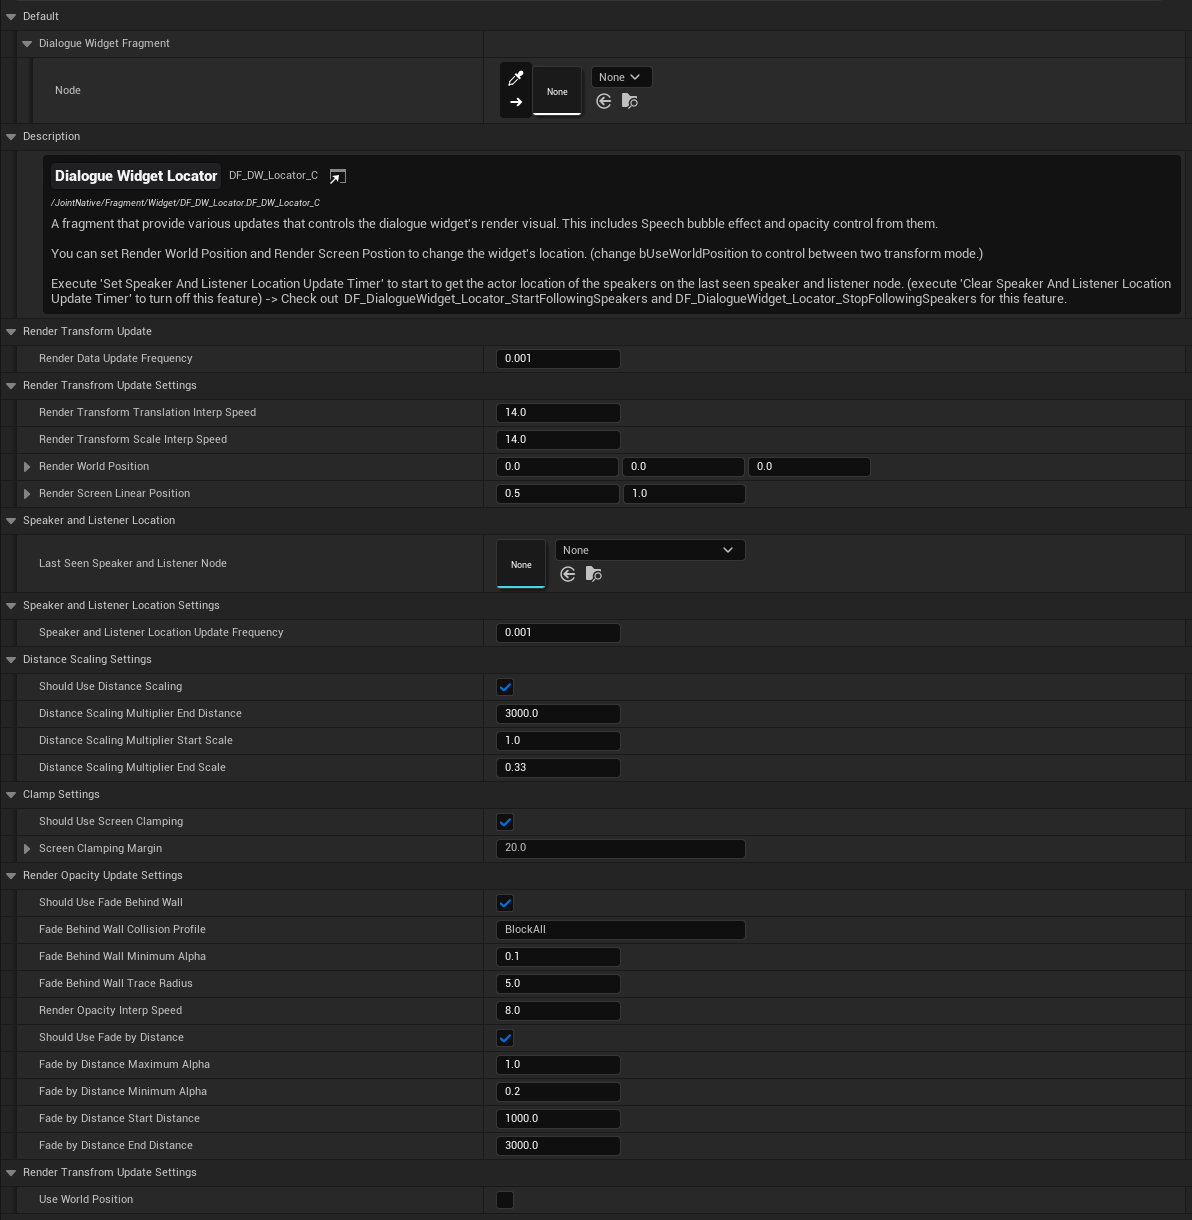 Default
Dialogue Widget Fragment
Node
None
None
Description
Dialogue Widget Locator DF_DW_Locator_C
/JointNative/Fragment/Widget/DF_DW_Locator.DF_DW_Locator_C
A fragment that provide various updates that controls the dialogue widget's render visual. This includes Speech bubble effect and opacity control from them.
You can set Render World Position and Render Screen Postion to change the widget's location. (change bUseWorldPosition to control between two transform mode.)
Execute 'Set Speaker And Listener Location Update Timer' to start to get the actor location of the speakers on the last seen speaker and listener node. (execute 'Clear Speaker And Listener Location
Update Timer' to turn off this feature) -> Check out  DF_DialogueWidget_Locator_StartFollowingSpeakers and DF_DialogueWidget_Locator_StopFollowingSpeakers for this feature.
Render Transform Update
Render Data Update Frequency 0.001
Render Transfrom Update Settings
Render Transform Translation Interp Speed 14.0
Render Transform Scale Interp Speed 14.0
Render World Position 0.0 0.0 0.0
Render Screen Linear Position 0.5 1.0
Speaker and Listener Location
Last Seen Speaker and Listener Node
None
None
Speaker and Listener Location Settings
Speaker and Listener Location Update Frequency 0.001
Distance Scaling Settings
Should Use Distance Scaling
Distance Scaling Multiplier End Distance 3000.0
Distance Scaling Multiplier Start Scale 1.0
Distance Scaling Multiplier End Scale 0.33
Clamp Settings
Should Use Screen Clamping
Screen Clamping Margin 20.0
Render Opacity Update Settings
Should Use Fade Behind Wall
Fade Behind Wall Collision Profile BlockAll
Fade Behind Wall Minimum Alpha 0.1
Fade Behind Wall Trace Radius 5.0
Render Opacity Interp Speed 8.0
Should Use Fade by Distance
Fade by Distance Maximum Alpha 1.0
Fade by Distance Minimum Alpha 0.2
Fade by Distance Start Distance 1000.0
Fade by Distance End Distance 3000.0
Render Transfrom Update Settings
Use World Position